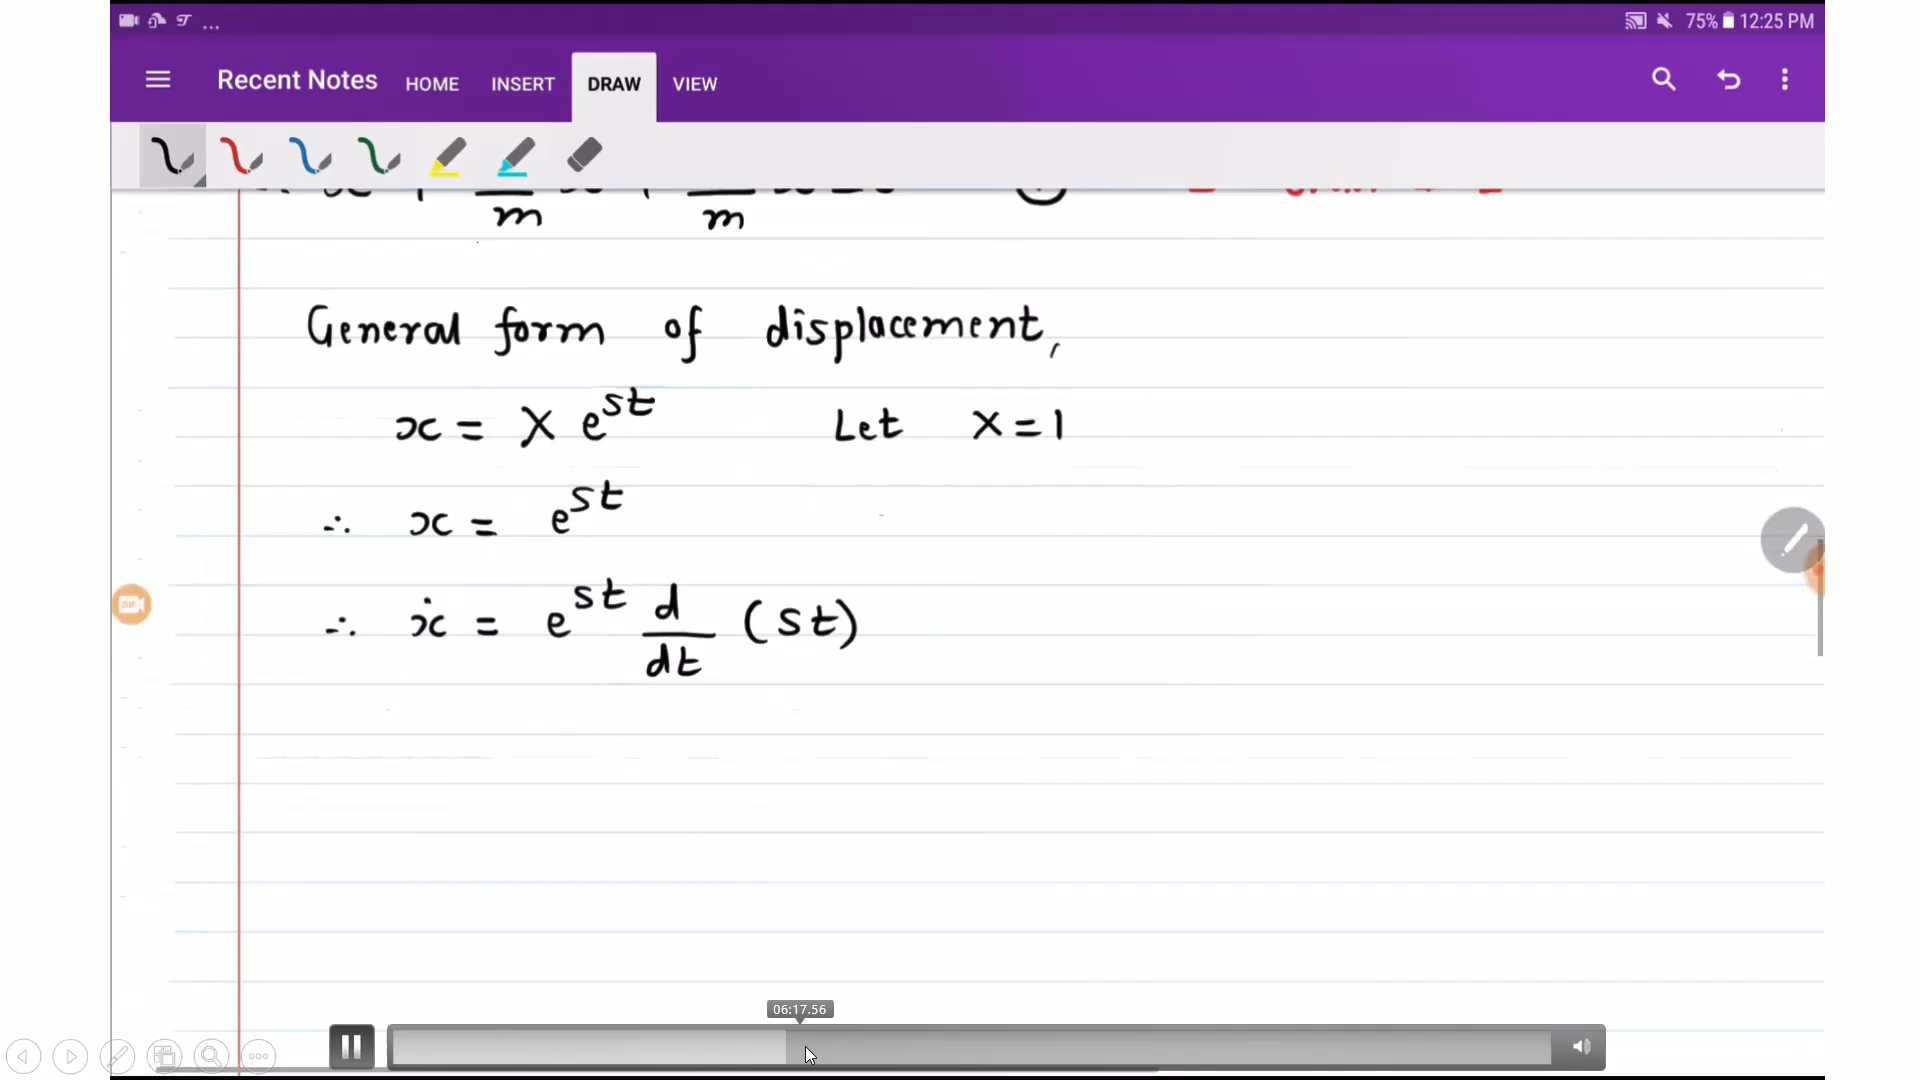 ... 75% 12:25 PM
Recent Notes HOME INSERT DRAW VIEW
m m
General form of displacement,
x = X e^st Let X = 1
∴ x = e^st
∴ ẋ = e^st d/dt (st)
GIF
06:17.56